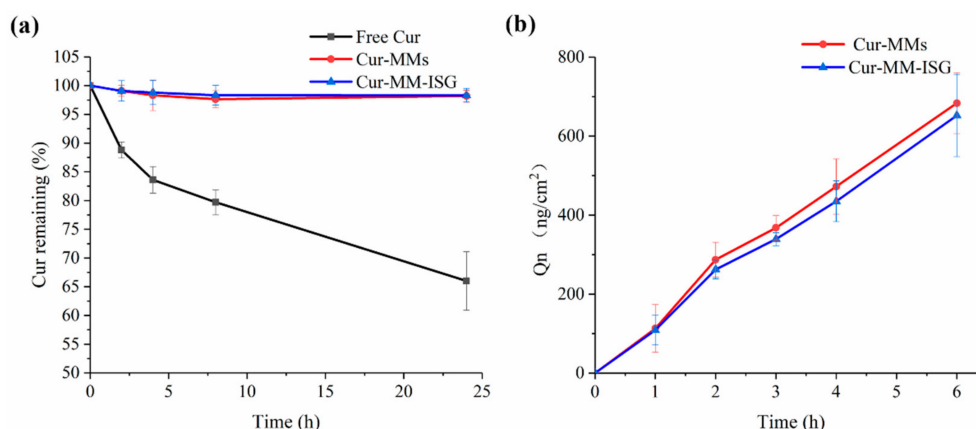 (a)
Free Cur
Cur-MMs
Cur-MM-ISG
105
100
95
90
85
80
75
70
65
60
55
50
Cur remaining (%)
0 5 10 15 20 25
Time (h)
(b)
Cur-MMs
Cur-MM-ISG
800
600
400
200
0
Qn（ng/cm²)
0 1 2 3 4 5 6
Time (h)